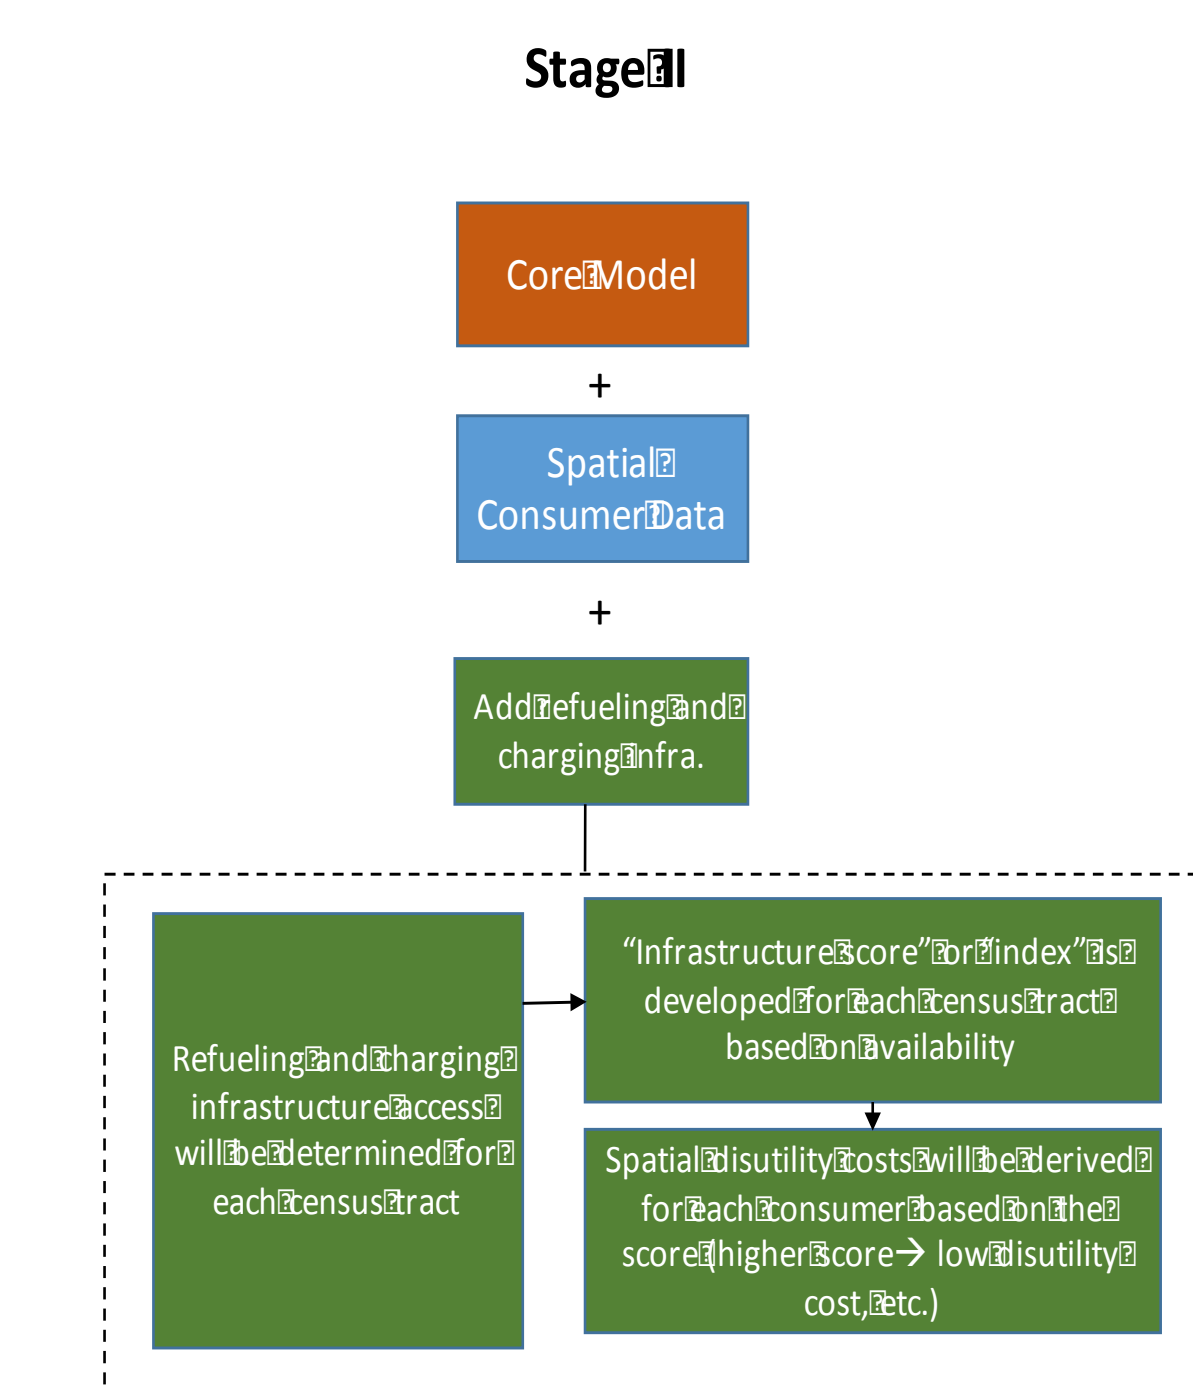 Stage II
Core Model
+
Spatial
Consumer Data
+
Add refueling and
charging infra.
“Infrastructure score” or “index” is
developed for each census tract
based on availability
Refueling and charging
infrastructure access
will be determined for
each census tract
Spatial disutility costs will be derived
for each consumer based on the
score (higher score→ low disutility
cost, etc.)